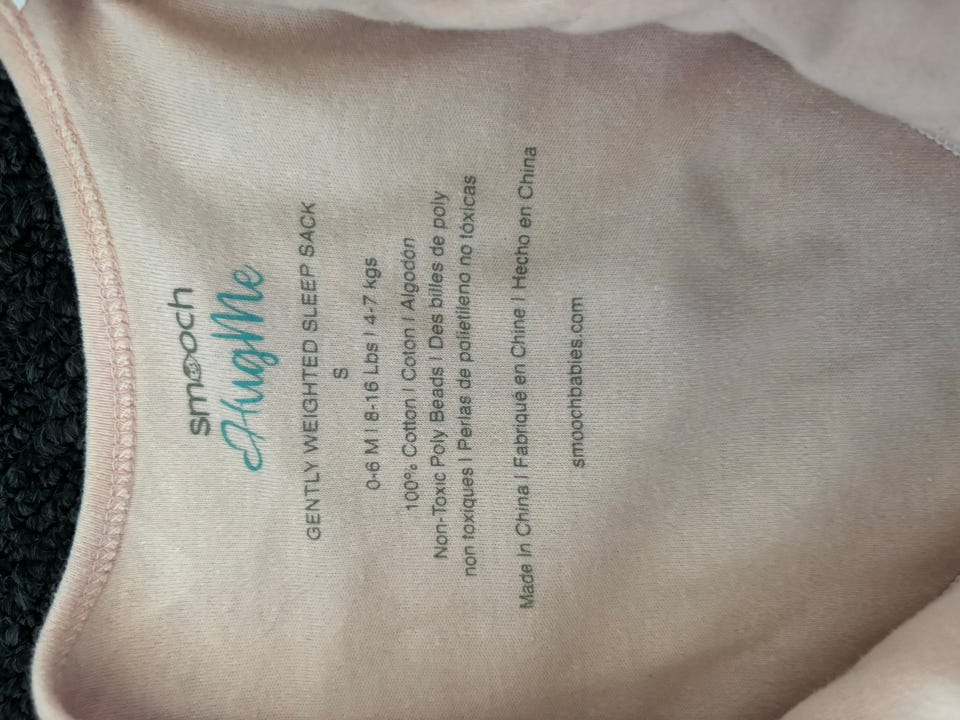 smooch
HugMe
GENTLY WEIGHTED SLEEP SACK
S
0-6 M | 8-16 Lbs | 4-7 kgs
100% Cotton | Coton | Algodón
Non-Toxic Poly Beads | Des billes de poly
non toxiques | Perlas de polietileno no tóxicas
Made In China | Fabriqué en Chine | Hecho en China
smoochbabies.com